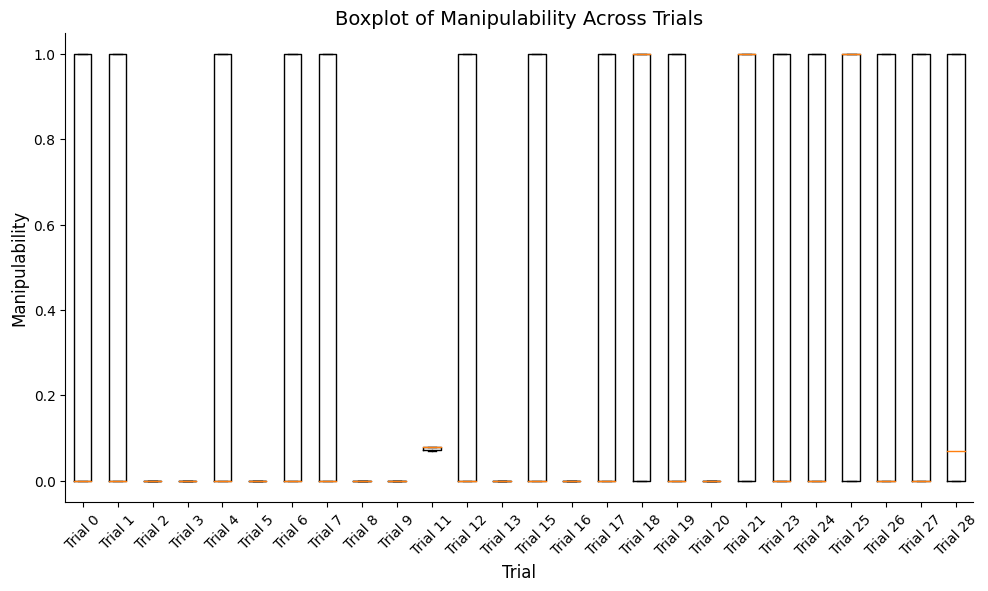 Boxplot of Manipulability Across Trials
1.0
0.8
0.6
0.4
0.2
0.0
Manipulability
Trial 0
Trial 1
Trial 2
Trial 3
Trial 4
Trial 5
Trial 6
Trial 7
Trial 8
Trial 9
Trial 11
Trial 12
Trial 13
Trial 15
Trial 16
Trial 17
Trial 18
Trial 19
Trial 20
Trial 21
Trial 23
Trial 24
Trial 25
Trial 26
Trial 27
Trial 28
Trial